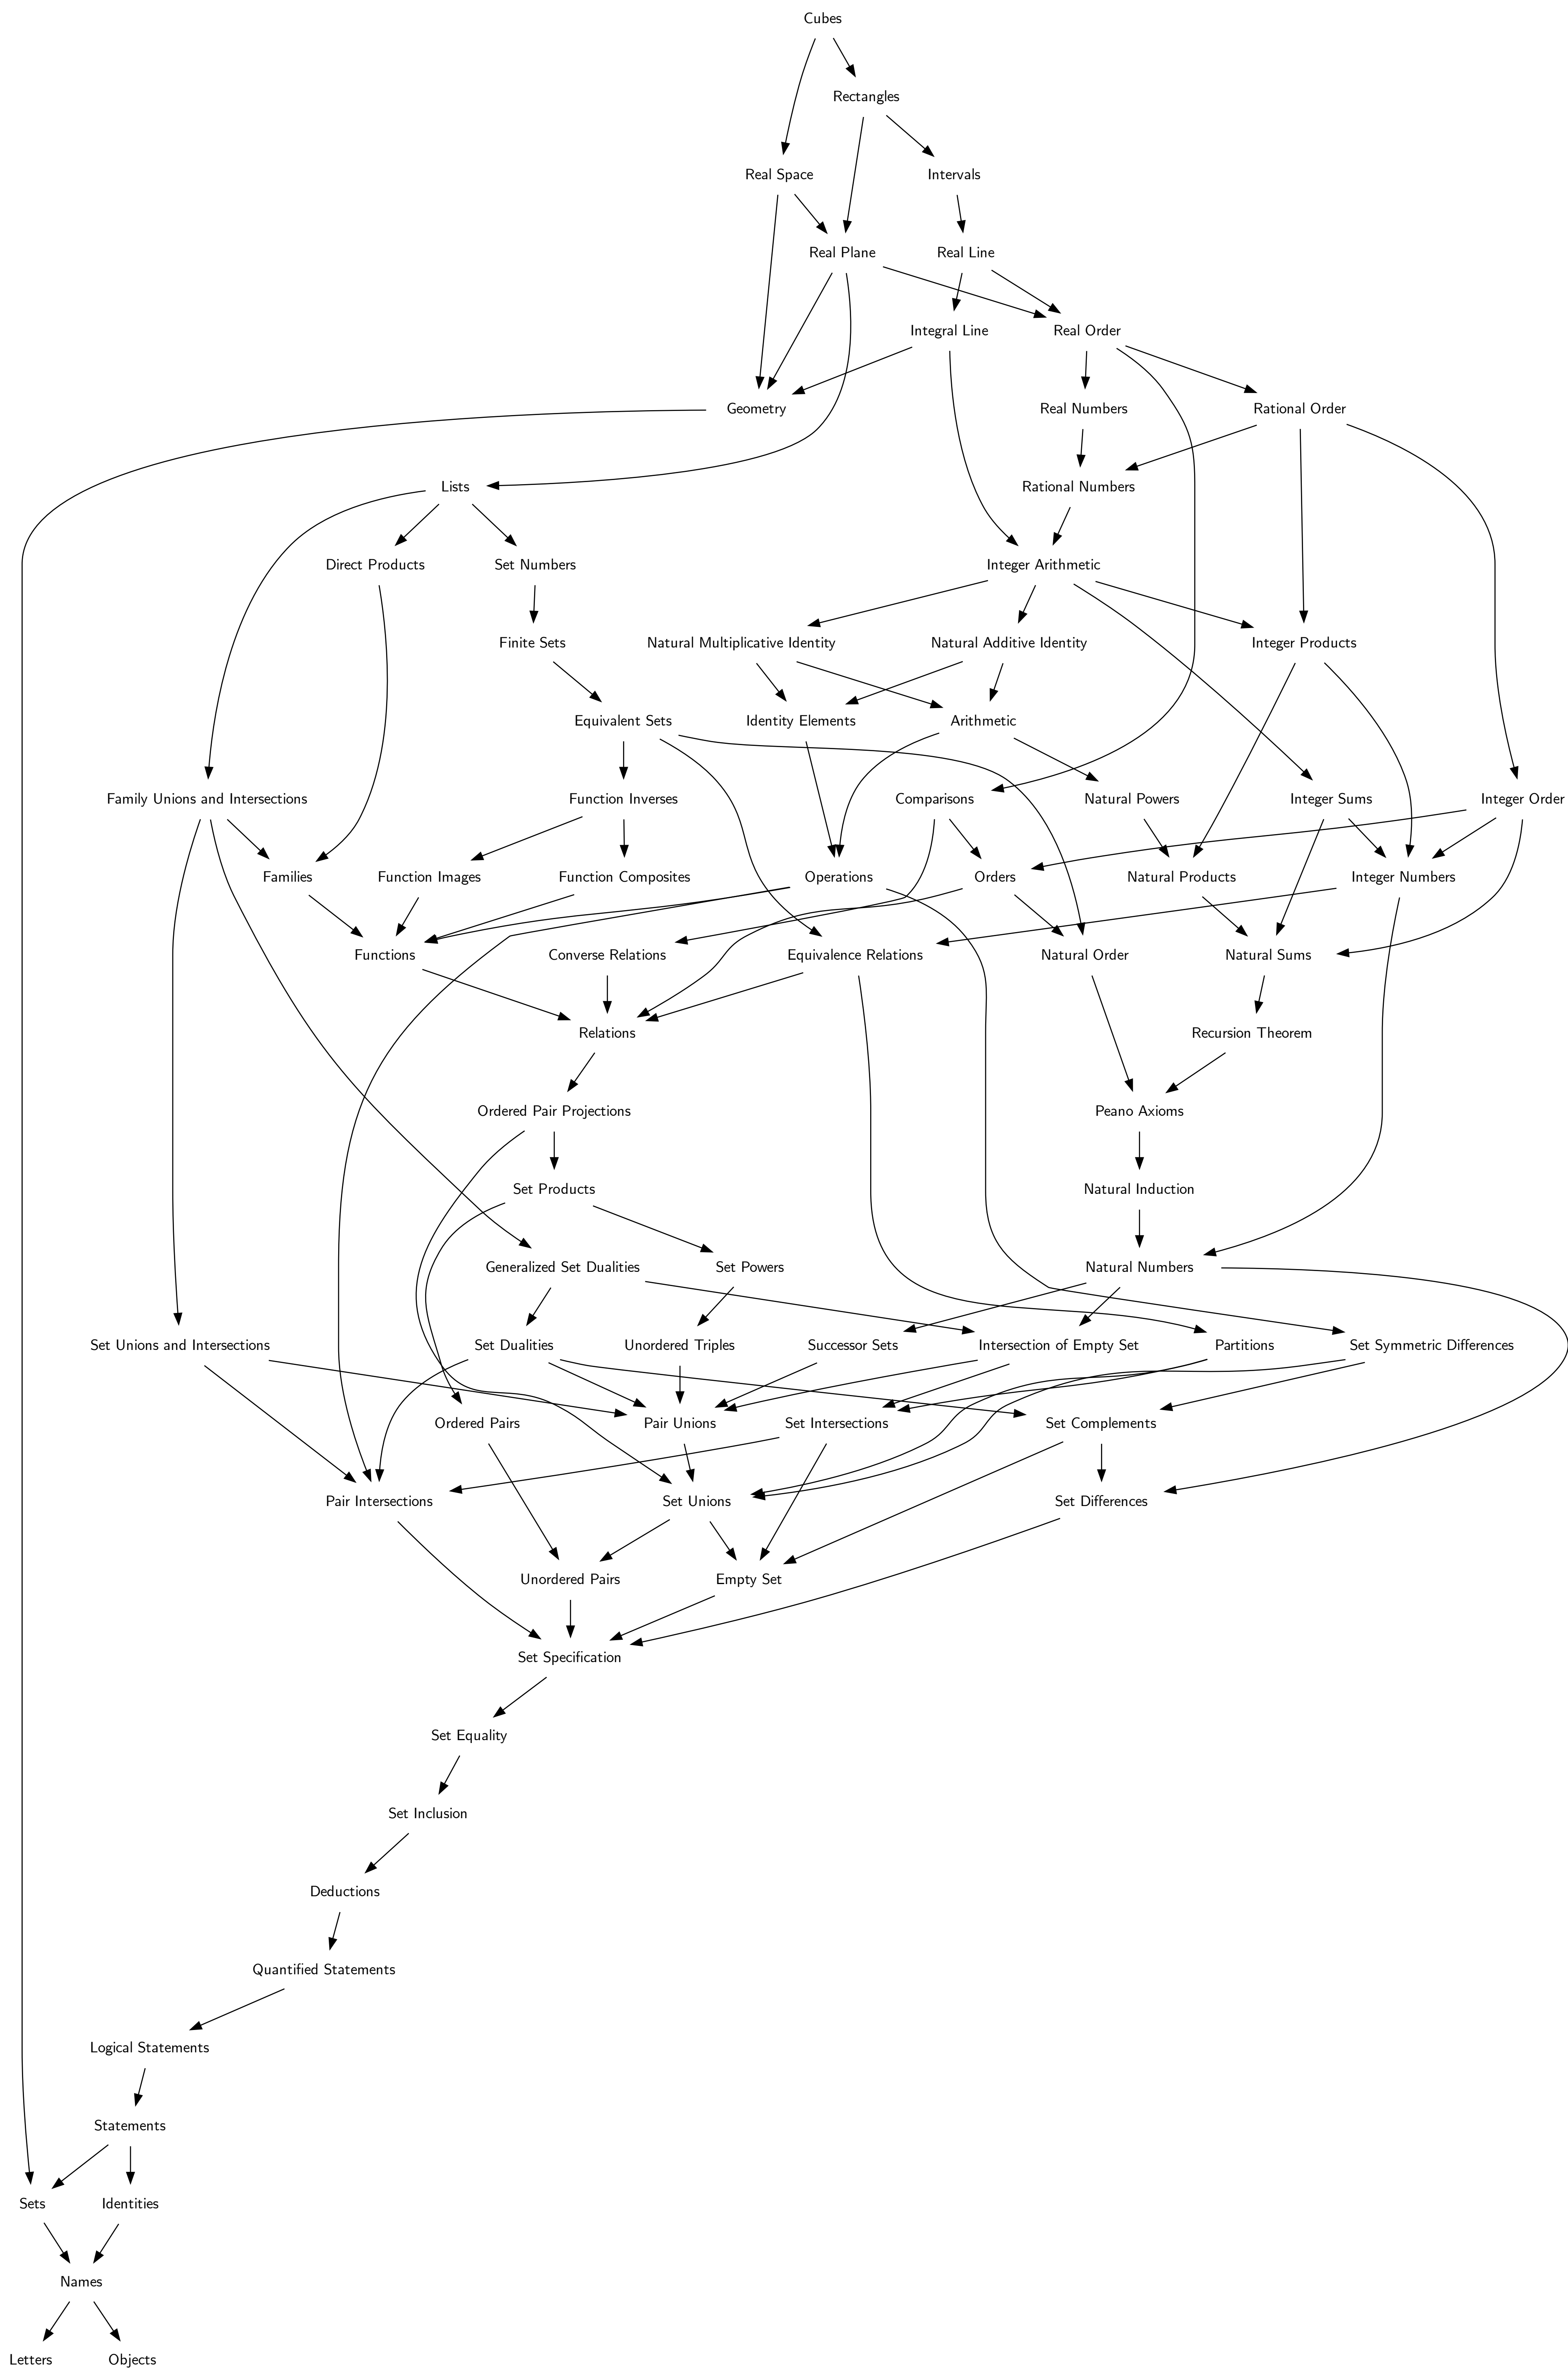 Cubes
Rectangles
Real Space
Intervals
Real Plane
Real Line
Integral Line
Real Order
Geometry
Real Numbers
Rational Order
Lists
Rational Numbers
Direct Products
Set Numbers
Integer Arithmetic
Finite Sets
Natural Multiplicative Identity
Natural Additive Identity
Integer Products
Equivalent Sets
Identity Elements
Arithmetic
Family Unions and Intersections
Function Inverses
Comparisons
Natural Powers
Integer Sums
Integer Order
Families
Function Images
Function Composites
Operations
Orders
Natural Products
Integer Numbers
Functions
Converse Relations
Equivalence Relations
Natural Order
Natural Sums
Relations
Recursion Theorem
Ordered Pair Projections
Peano Axioms
Set Products
Natural Induction
Generalized Set Dualities
Set Powers
Natural Numbers
Set Unions and Intersections
Set Dualities
Unordered Triples
Successor Sets
Intersection of Empty Set
Partitions
Set Symmetric Differences
Ordered Pairs
Pair Unions
Set Intersections
Set Complements
Pair Intersections
Set Unions
Set Differences
Unordered Pairs
Empty Set
Set Specification
Set Equality
Set Inclusion
Deductions
Quantified Statements
Logical Statements
Statements
Sets
Identities
Names
Letters
Objects